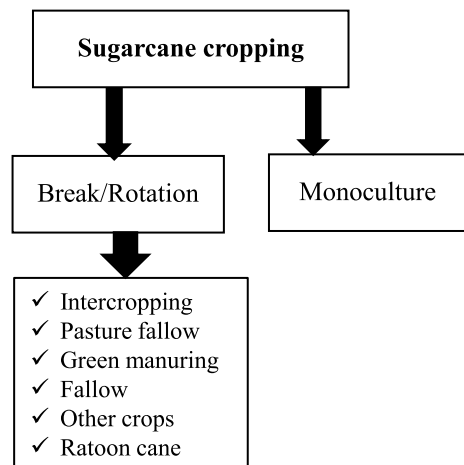 Sugarcane cropping
Break/Rotation
Monoculture
✓ Intercropping
✓ Pasture fallow
✓ Green manuring
✓ Fallow
✓ Other crops
✓ Ratoon cane